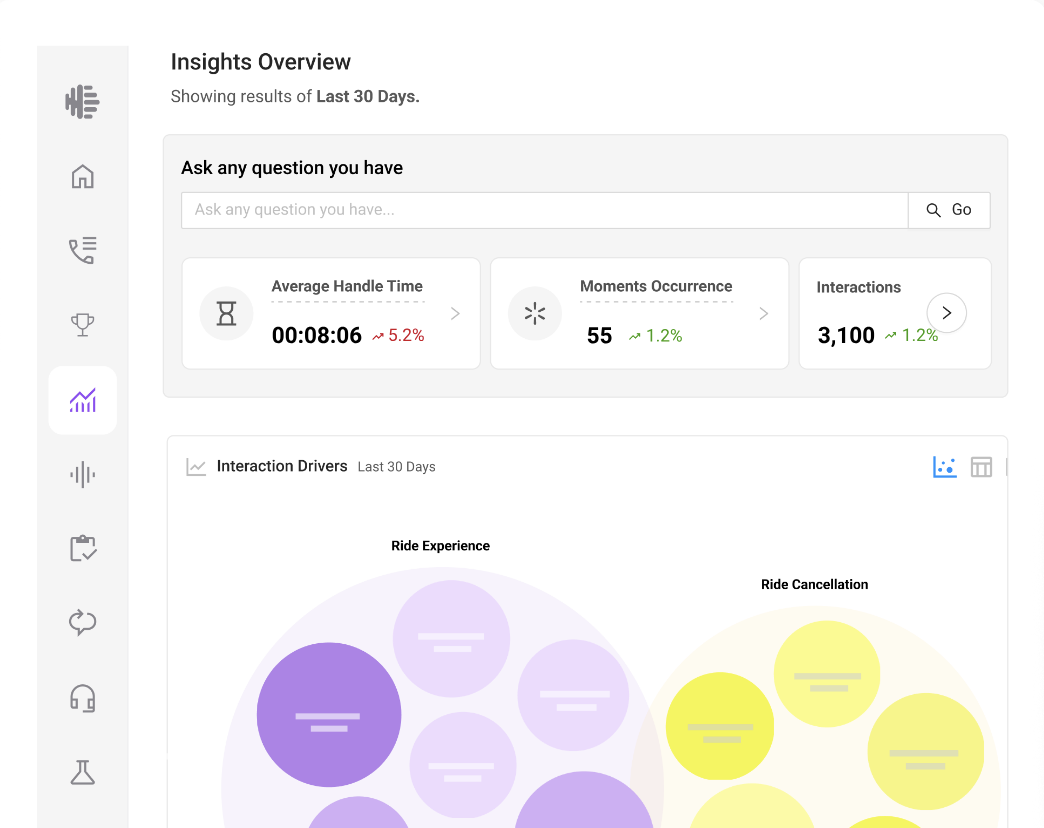 Insights Overview
Showing results of Last 30 Days.
Ask any question you have
Ask any question you have...
Go
Average Handle Time
00:08:06 5.2%
Moments Occurrence
55 1.2%
Interactions
3,100 1.2%
Interaction Drivers Last 30 Days
Ride Experience
Ride Cancellation